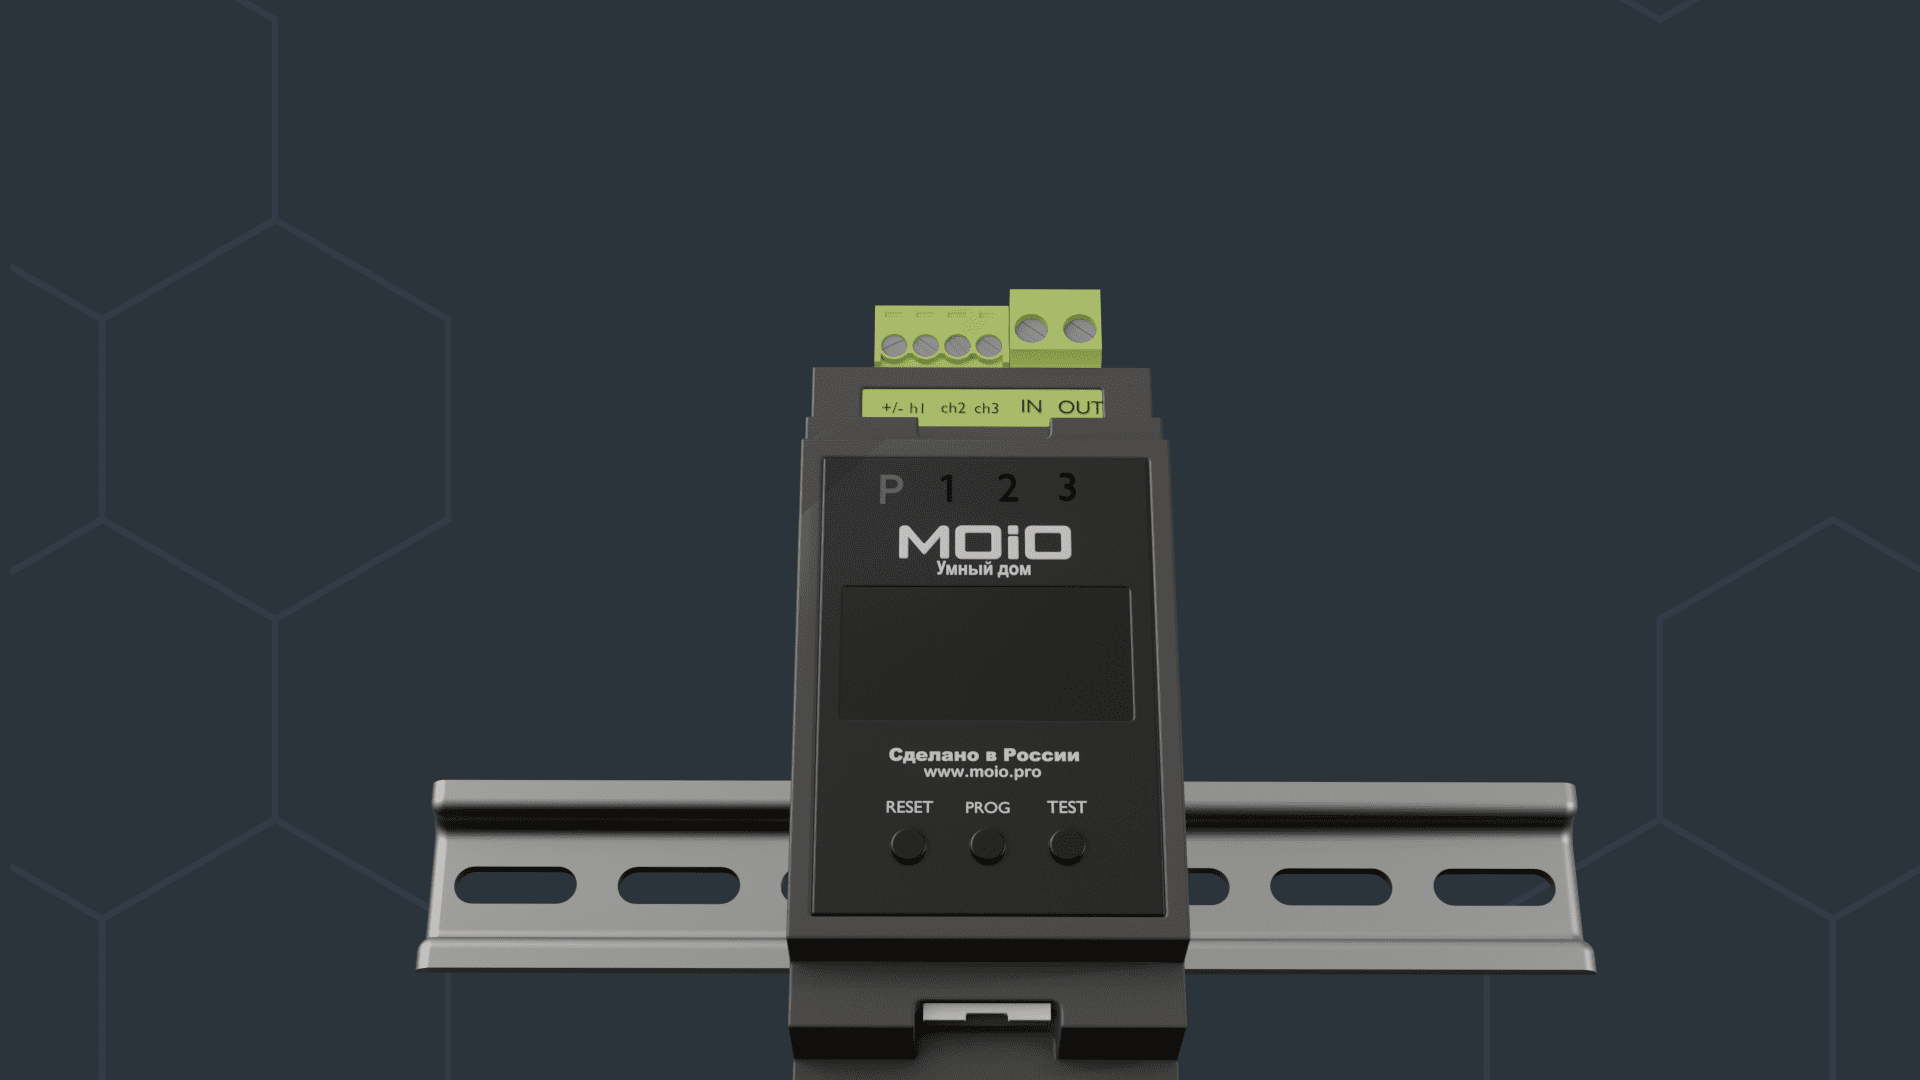 +/- h1 ch2 ch3 IN OUT
P 1 2 3
MOiO
Умный дом
Сделано в России
www.moio.pro
RESET PROG TEST